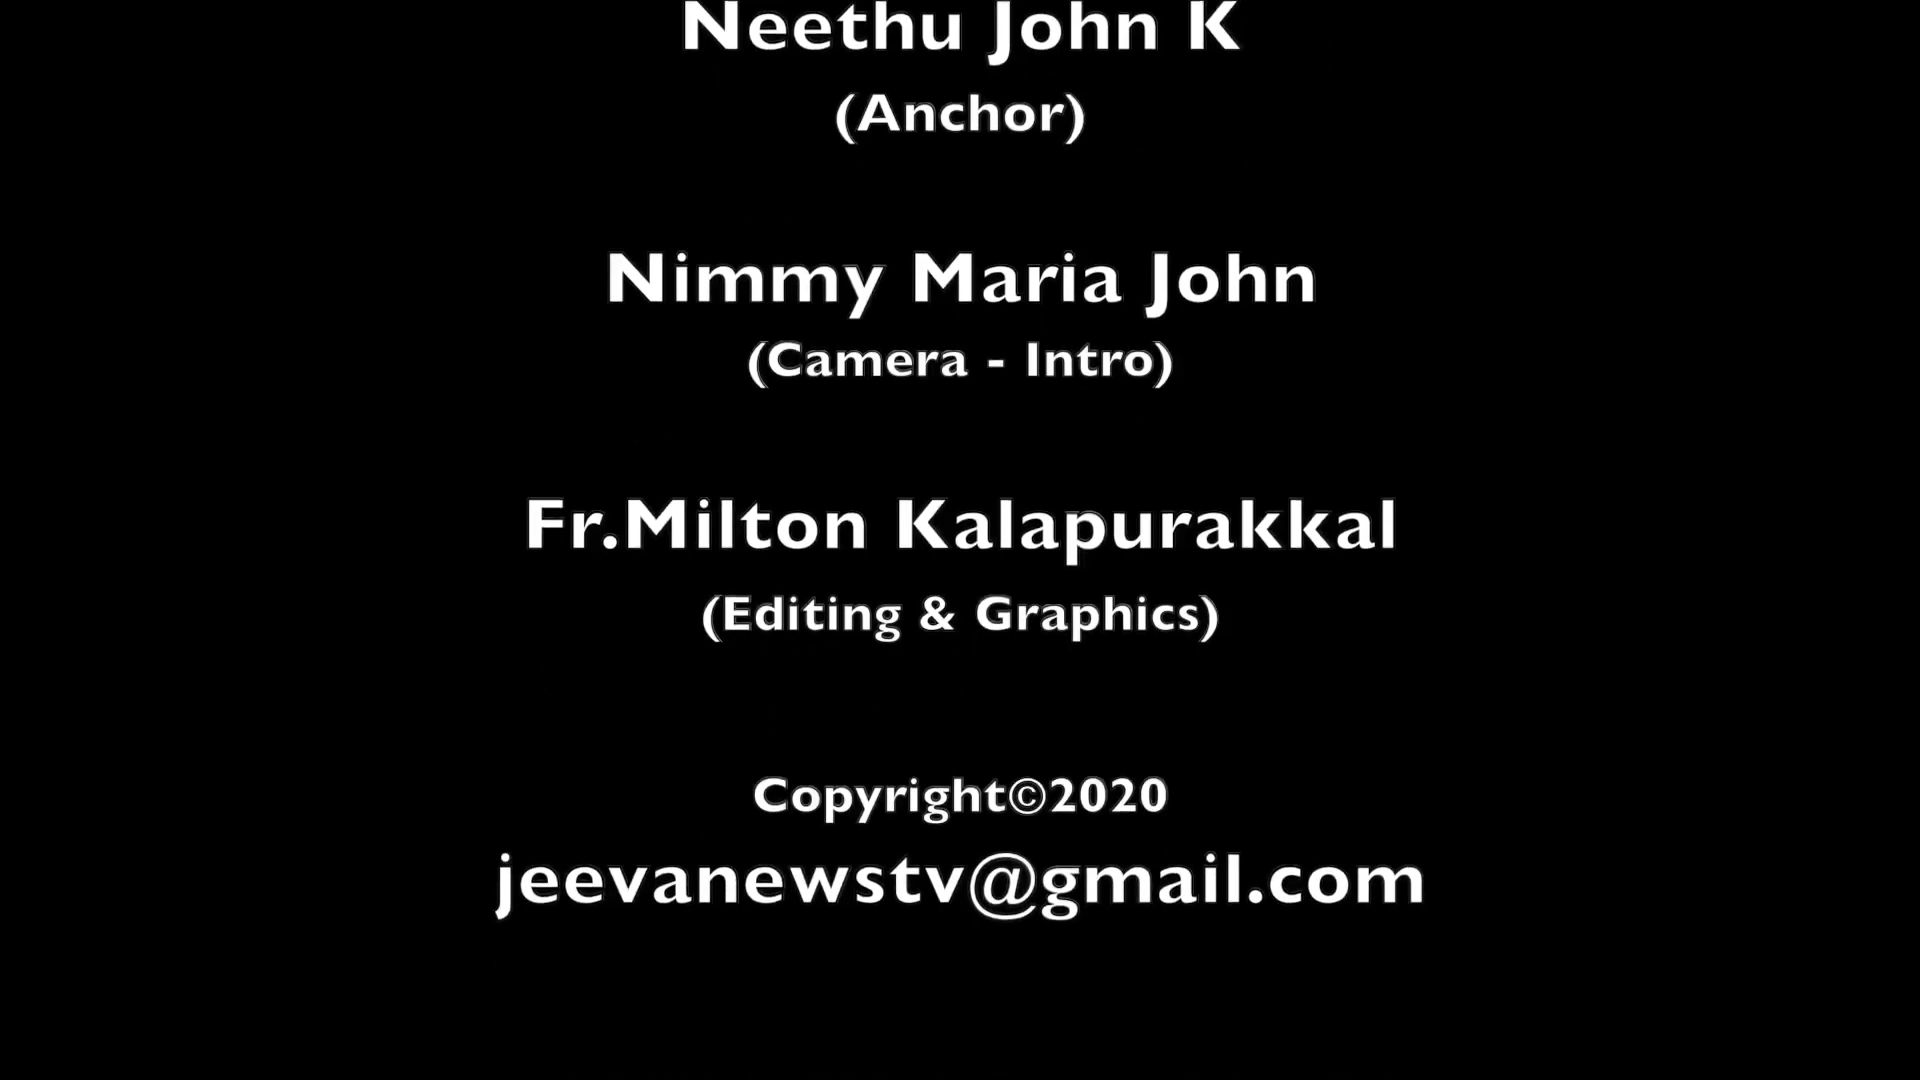 Neethu John K
(Anchor)
Nimmy Maria John
(Camera - Intro)
Fr.Milton Kalapurakkal
(Editing & Graphics)
Copyright©2020
jeevanewstv@gmail.com